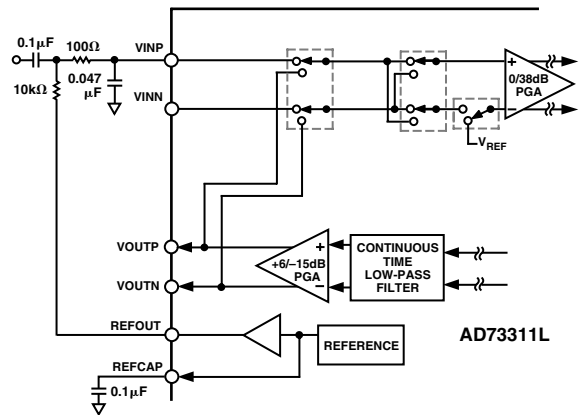 0.1μF
100Ω
VINP
0.047
μF
10kΩ
VINN
+
0/38dB
PGA
–
VREF
VOUTP
VOUTN
+
+6/–15dB
PGA
–
CONTINUOUS
TIME
LOW-PASS
FILTER
REFOUT
REFERENCE
AD73311L
REFCAP
0.1μF